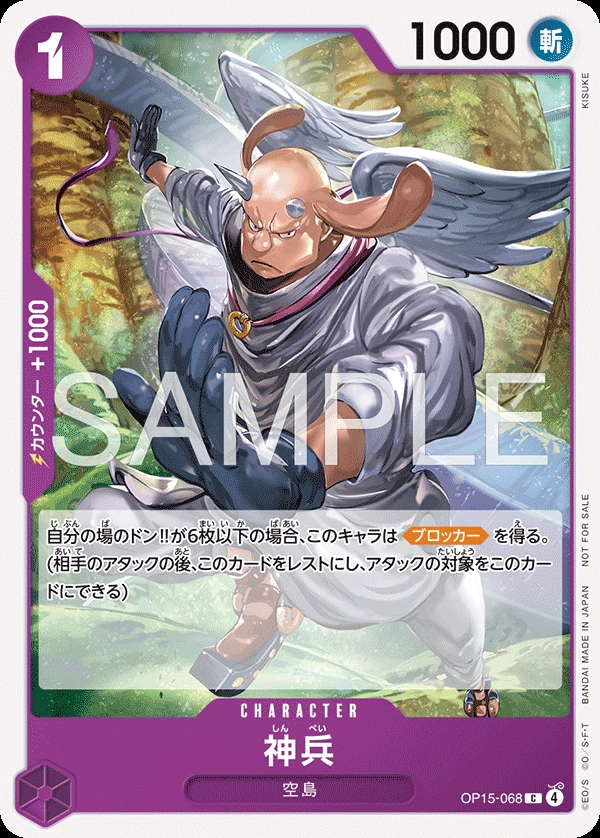 1
1000
斬
KISUKE
カウンター +1000
SAMPLE
自分の場のドン!!が6枚以下の場合、このキャラは ブロッカー を得る。
(相手のアタックの後、このカードをレストにし、アタックの対象をこのカー
ドにできる)
CHARACTER
しん ぺい
神兵
空島
OP15-068 C 4
©E.O/S ©O/S・F・T BANDAI MADE IN JAPAN NOT FOR SALE